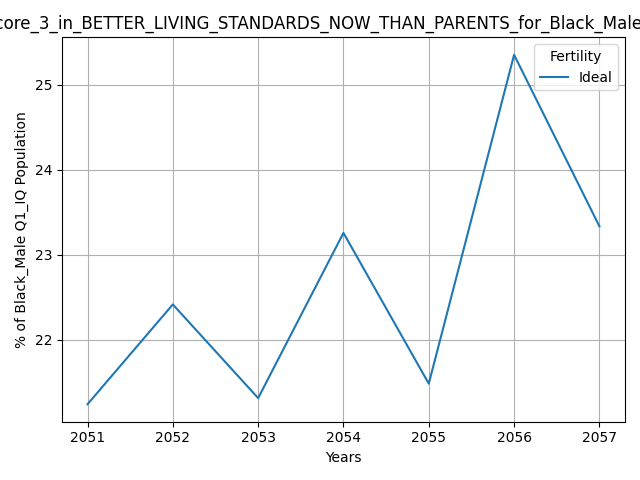 core_3_in_BETTER_LIVING_STANDARDS_NOW_THAN_PARENTS_for_Black_Male
Fertility
Ideal
% of Black_Male Q1_IQ Population
25
24
23
22
2051 2052 2053 2054 2055 2056 2057
Years